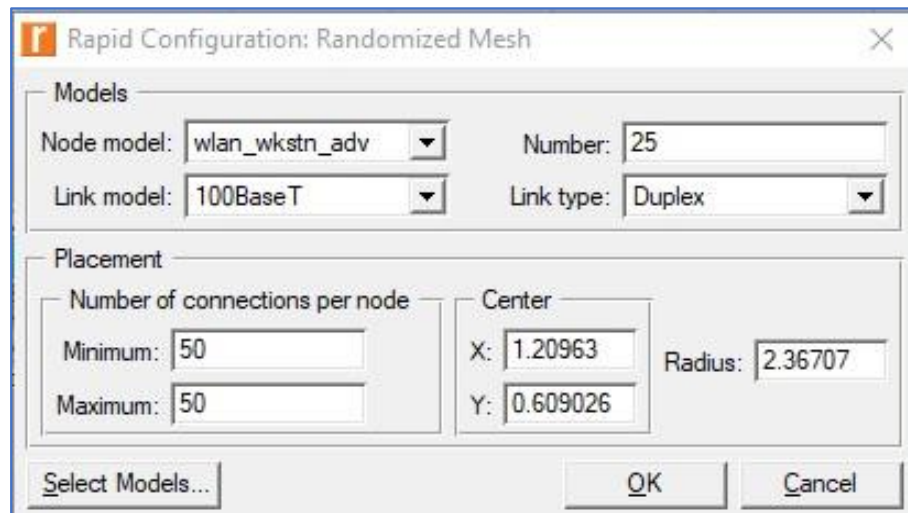 Rapid Configuration: Randomized Mesh
Models
Node model: wlan_wkstn_adv Number: 25
Link model: 100BaseT Link type: Duplex
Placement
Number of connections per node Center
Minimum: 50 X: 1.20963 Radius: 2.36707
Maximum: 50 Y: 0.609026
Select Models... OK Cancel